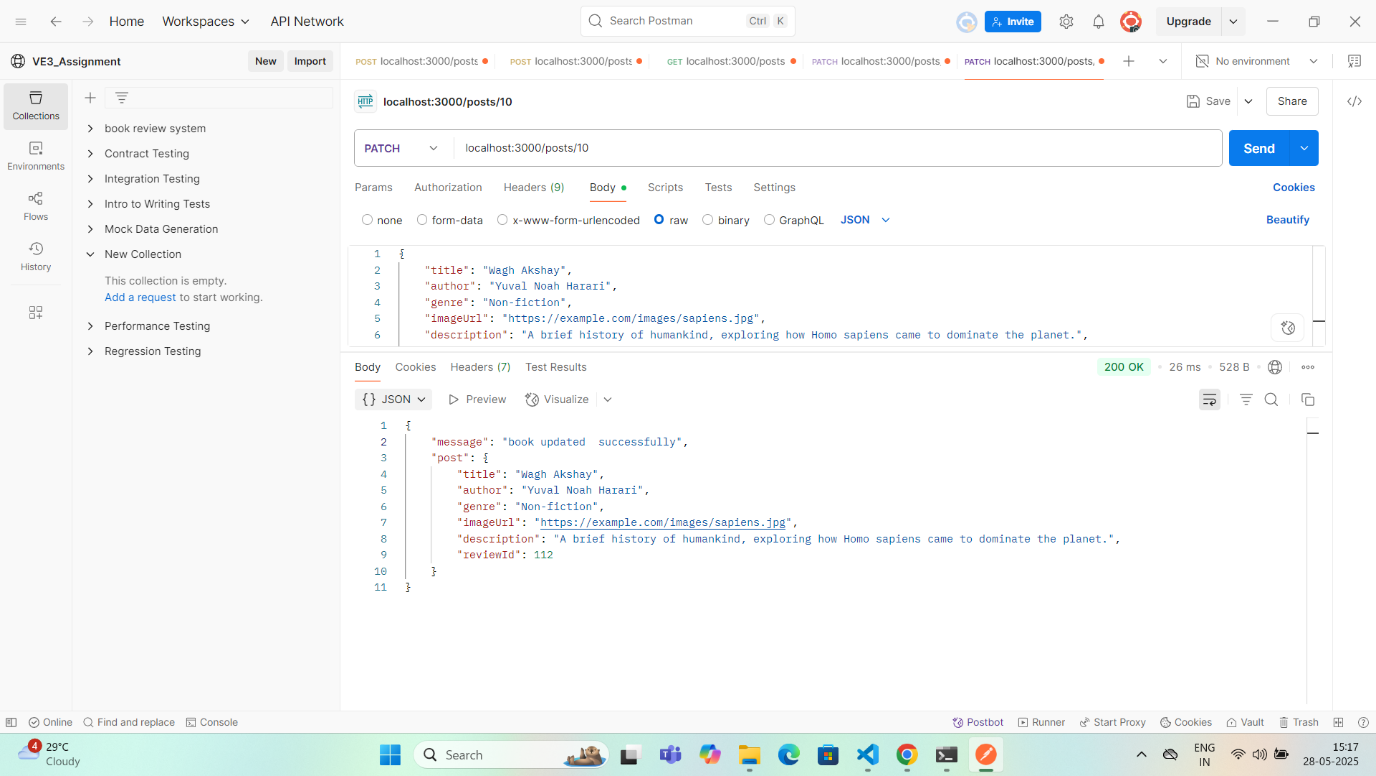 Home Workspaces API Network Search Postman Ctrl K Invite Upgrade
VE3_Assignment New Import POST localhost:3000/posts POST localhost:3000/posts GET localhost:3000/posts PATCH localhost:3000/posts PATCH localhost:3000/posts, No environment
Collections
Environments
Flows
History
book review system
Contract Testing
Integration Testing
Intro to Writing Tests
Mock Data Generation
New Collection
This collection is empty.
Add a request to start working.
Performance Testing
Regression Testing
HTTP localhost:3000/posts/10 Save Share
PATCH localhost:3000/posts/10 Send
Params Authorization Headers (9) Body Scripts Tests Settings Cookies
none form-data x-www-form-urlencoded raw binary GraphQL JSON Beautify
1 {
2 "title": "Wagh Akshay",
3 "author": "Yuval Noah Harari",
4 "genre": "Non-fiction",
5 "imageUrl": "https://example.com/images/sapiens.jpg",
6 "description": "A brief history of humankind, exploring how Homo sapiens came to dominate the planet.",
Body Cookies Headers (7) Test Results 200 OK 26 ms 528 B
{} JSON Preview Visualize
1 {
2 "message": "book updated  successfully",
3 "post": {
4 "title": "Wagh Akshay",
5 "author": "Yuval Noah Harari",
6 "genre": "Non-fiction",
7 "imageUrl": "https://example.com/images/sapiens.jpg",
8 "description": "A brief history of humankind, exploring how Homo sapiens came to dominate the planet.",
9 "reviewId": 112
10 }
11 }
Online Find and replace Console Postbot Runner Start Proxy Cookies Vault Trash
4 29°C
Cloudy
Search
ENG
IN
15:17
28-05-2025